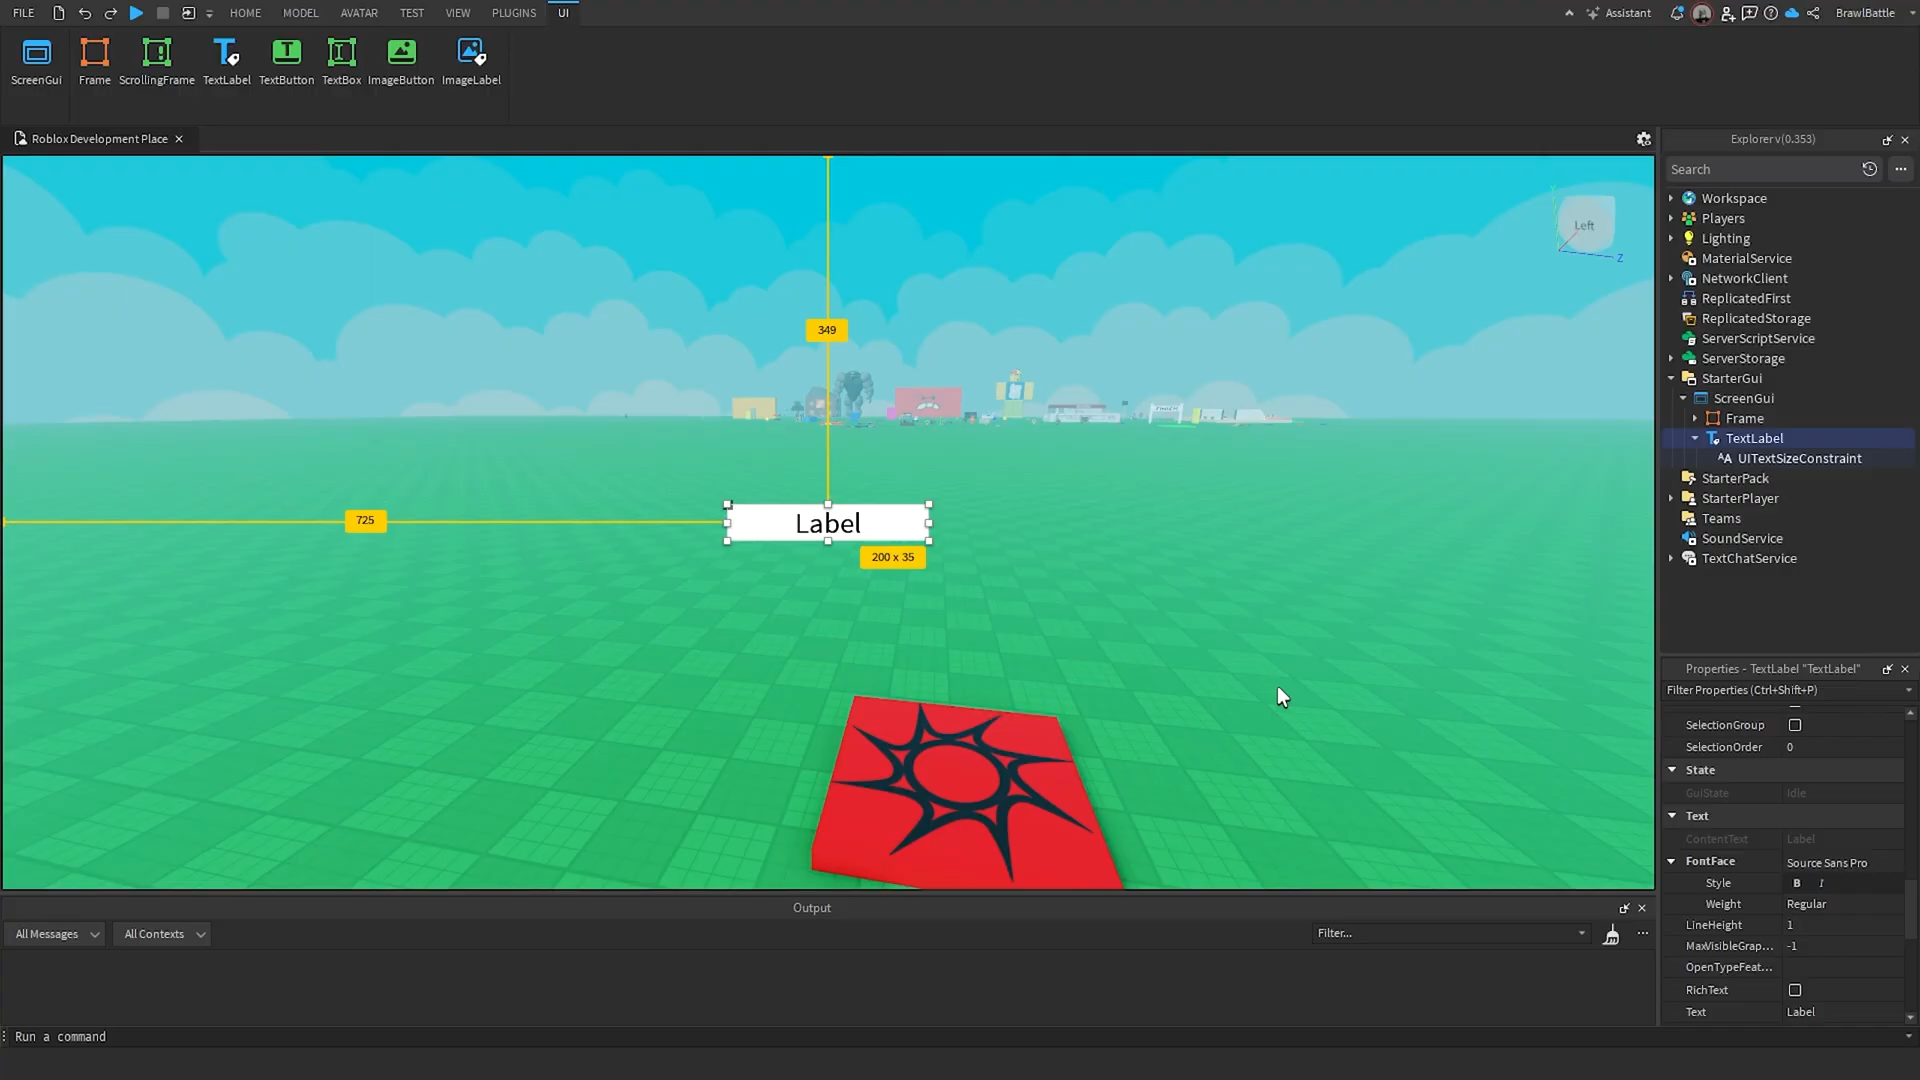 FILE
HOME
MODEL
AVATAR
TEST
VIEW
PLUGINS
UI
Assistant
BrawlBattle
ScreenGui
Frame
ScrollingFrame
TextLabel
TextButton
TextBox
ImageButton
ImageLabel
Roblox Development Place
Left
Z
349
725
Label
200 x 35
Explorer v(0.353)
Search
Workspace
Players
Lighting
MaterialService
NetworkClient
ReplicatedFirst
ReplicatedStorage
ServerScriptService
ServerStorage
StarterGui
ScreenGui
Frame
TextLabel
UITextSizeConstraint
StarterPack
StarterPlayer
Teams
SoundService
TextChatService
Properties - TextLabel "TextLabel"
Filter Properties (Ctrl+Shift+P)
SelectionGroup
SelectionOrder 0
State
GuiState Idle
Text
ContentText Label
FontFace Source Sans Pro
Style B I
Weight Regular
LineHeight 1
MaxVisibleGrap... -1
OpenTypeFeat...
RichText
Text Label
Output
All Messages
All Contexts
Filter...
Run a command